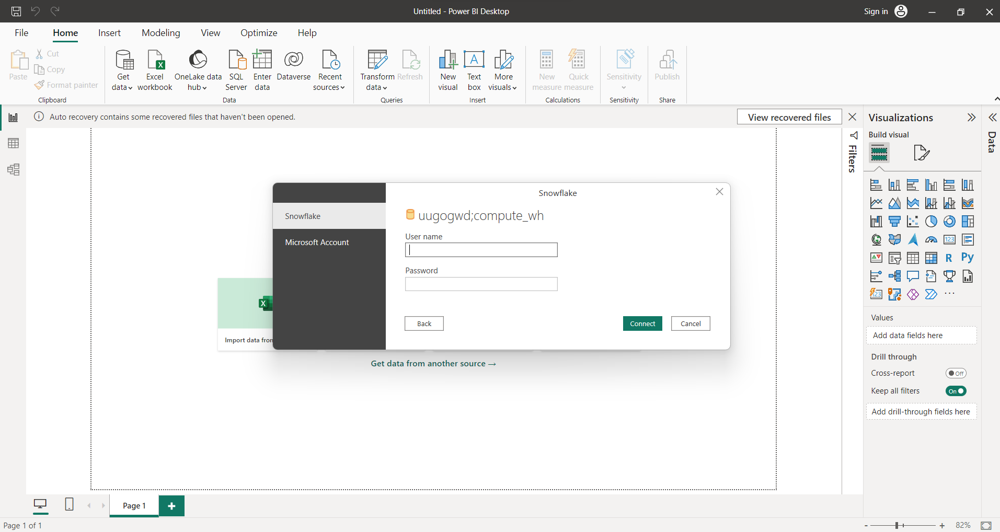 Untitled - Power BI Desktop
Sign in
File
Home
Insert
Modeling
View
Optimize
Help
Paste
Cut
Copy
Format painter
Clipboard
Get
data
Excel
workbook
OneLake data
hub
SQL
Server
Enter
data
Dataverse
Recent
sources
Data
Transform
data
Refresh
Queries
New
visual
Text
box
More
visuals
Insert
New
measure
Quick
measure
Calculations
Sensitivity
Sensitivity
Publish
Share
Auto recovery contains some recovered files that haven't been opened.
View recovered files
Filters
Visualizations
Build visual
Data
Snowflake
Microsoft Account
Snowflake
uugogwd;compute_wh
User name
Password
Back
Connect
Cancel
Import data from
Get data from another source →
123
R
Py
123
Values
Add data fields here
Drill through
Cross-report
Off
Keep all filters
On
Add drill-through fields here
Page 1
Page 1 of 1
- + 82%